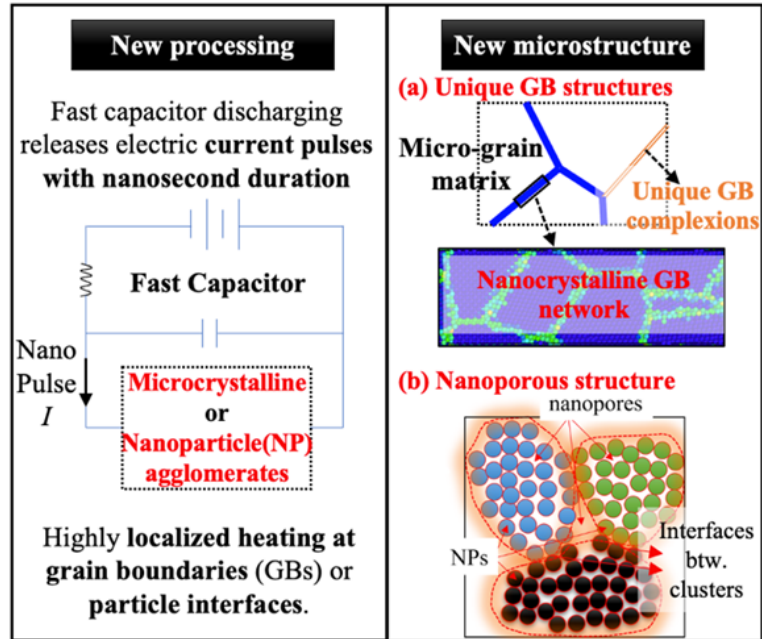 New processing
Fast capacitor discharging
releases electric current pulses
with nanosecond duration
Fast Capacitor
Nano
Pulse
I
Microcrystalline
or
Nanoparticle(NP)
agglomerates
Highly localized heating at
grain boundaries (GBs) or
particle interfaces.
New microstructure
(a) Unique GB structures
Micro-grain
matrix
Unique GB
complexions
Nanocrystalline GB
network
(b) Nanoporous structure
nanopores
NPs
Interfaces
btw.
clusters